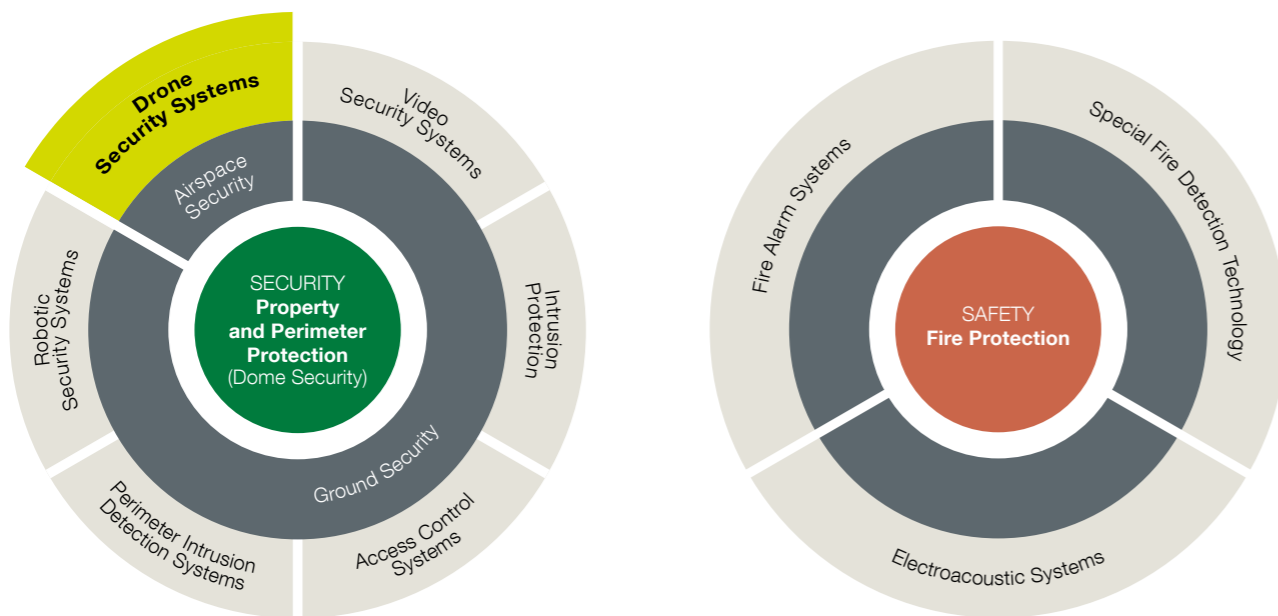 Drone
Security Systems
Airspace
Security
Video
Security Systems
Intrusion
Protection
Access Control
Systems
Perimeter Intrusion
Detection Systems
Robotic
Security Systems
Ground Security
SECURITY
Property
and Perimeter
Protection
(Dome Security)
Fire Alarm Systems
Special Fire Detection Technology
Electroacoustic Systems
SAFETY
Fire Protection